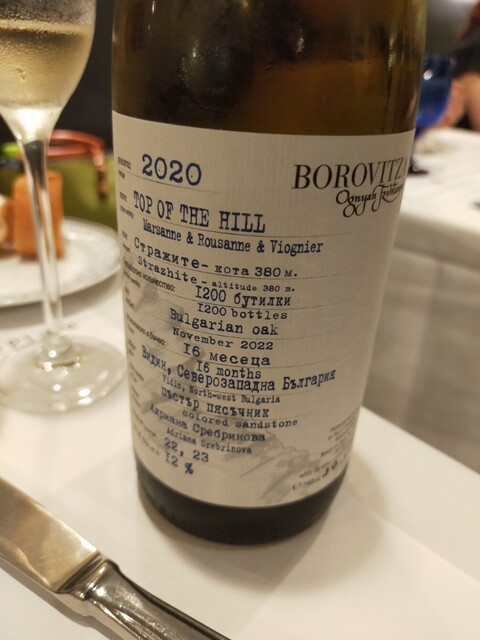 2020
BOROVITZA
TOP OF THE HILL
Marsanne & Rousanne & Viognier
Стражите- кота 380 м.
Strazhite- altitude 380 m.
количество:
1200 бутилки
1200 bottles
Bulgarian oak
November 2022
16 месеца
16 months
Видин, Северозападна България
Vidin, North-west Bulgaria
пъстър пясъчник
colored sandstone
Адриана Сребринова
Adriana Srebrinova
22, 23
12 %